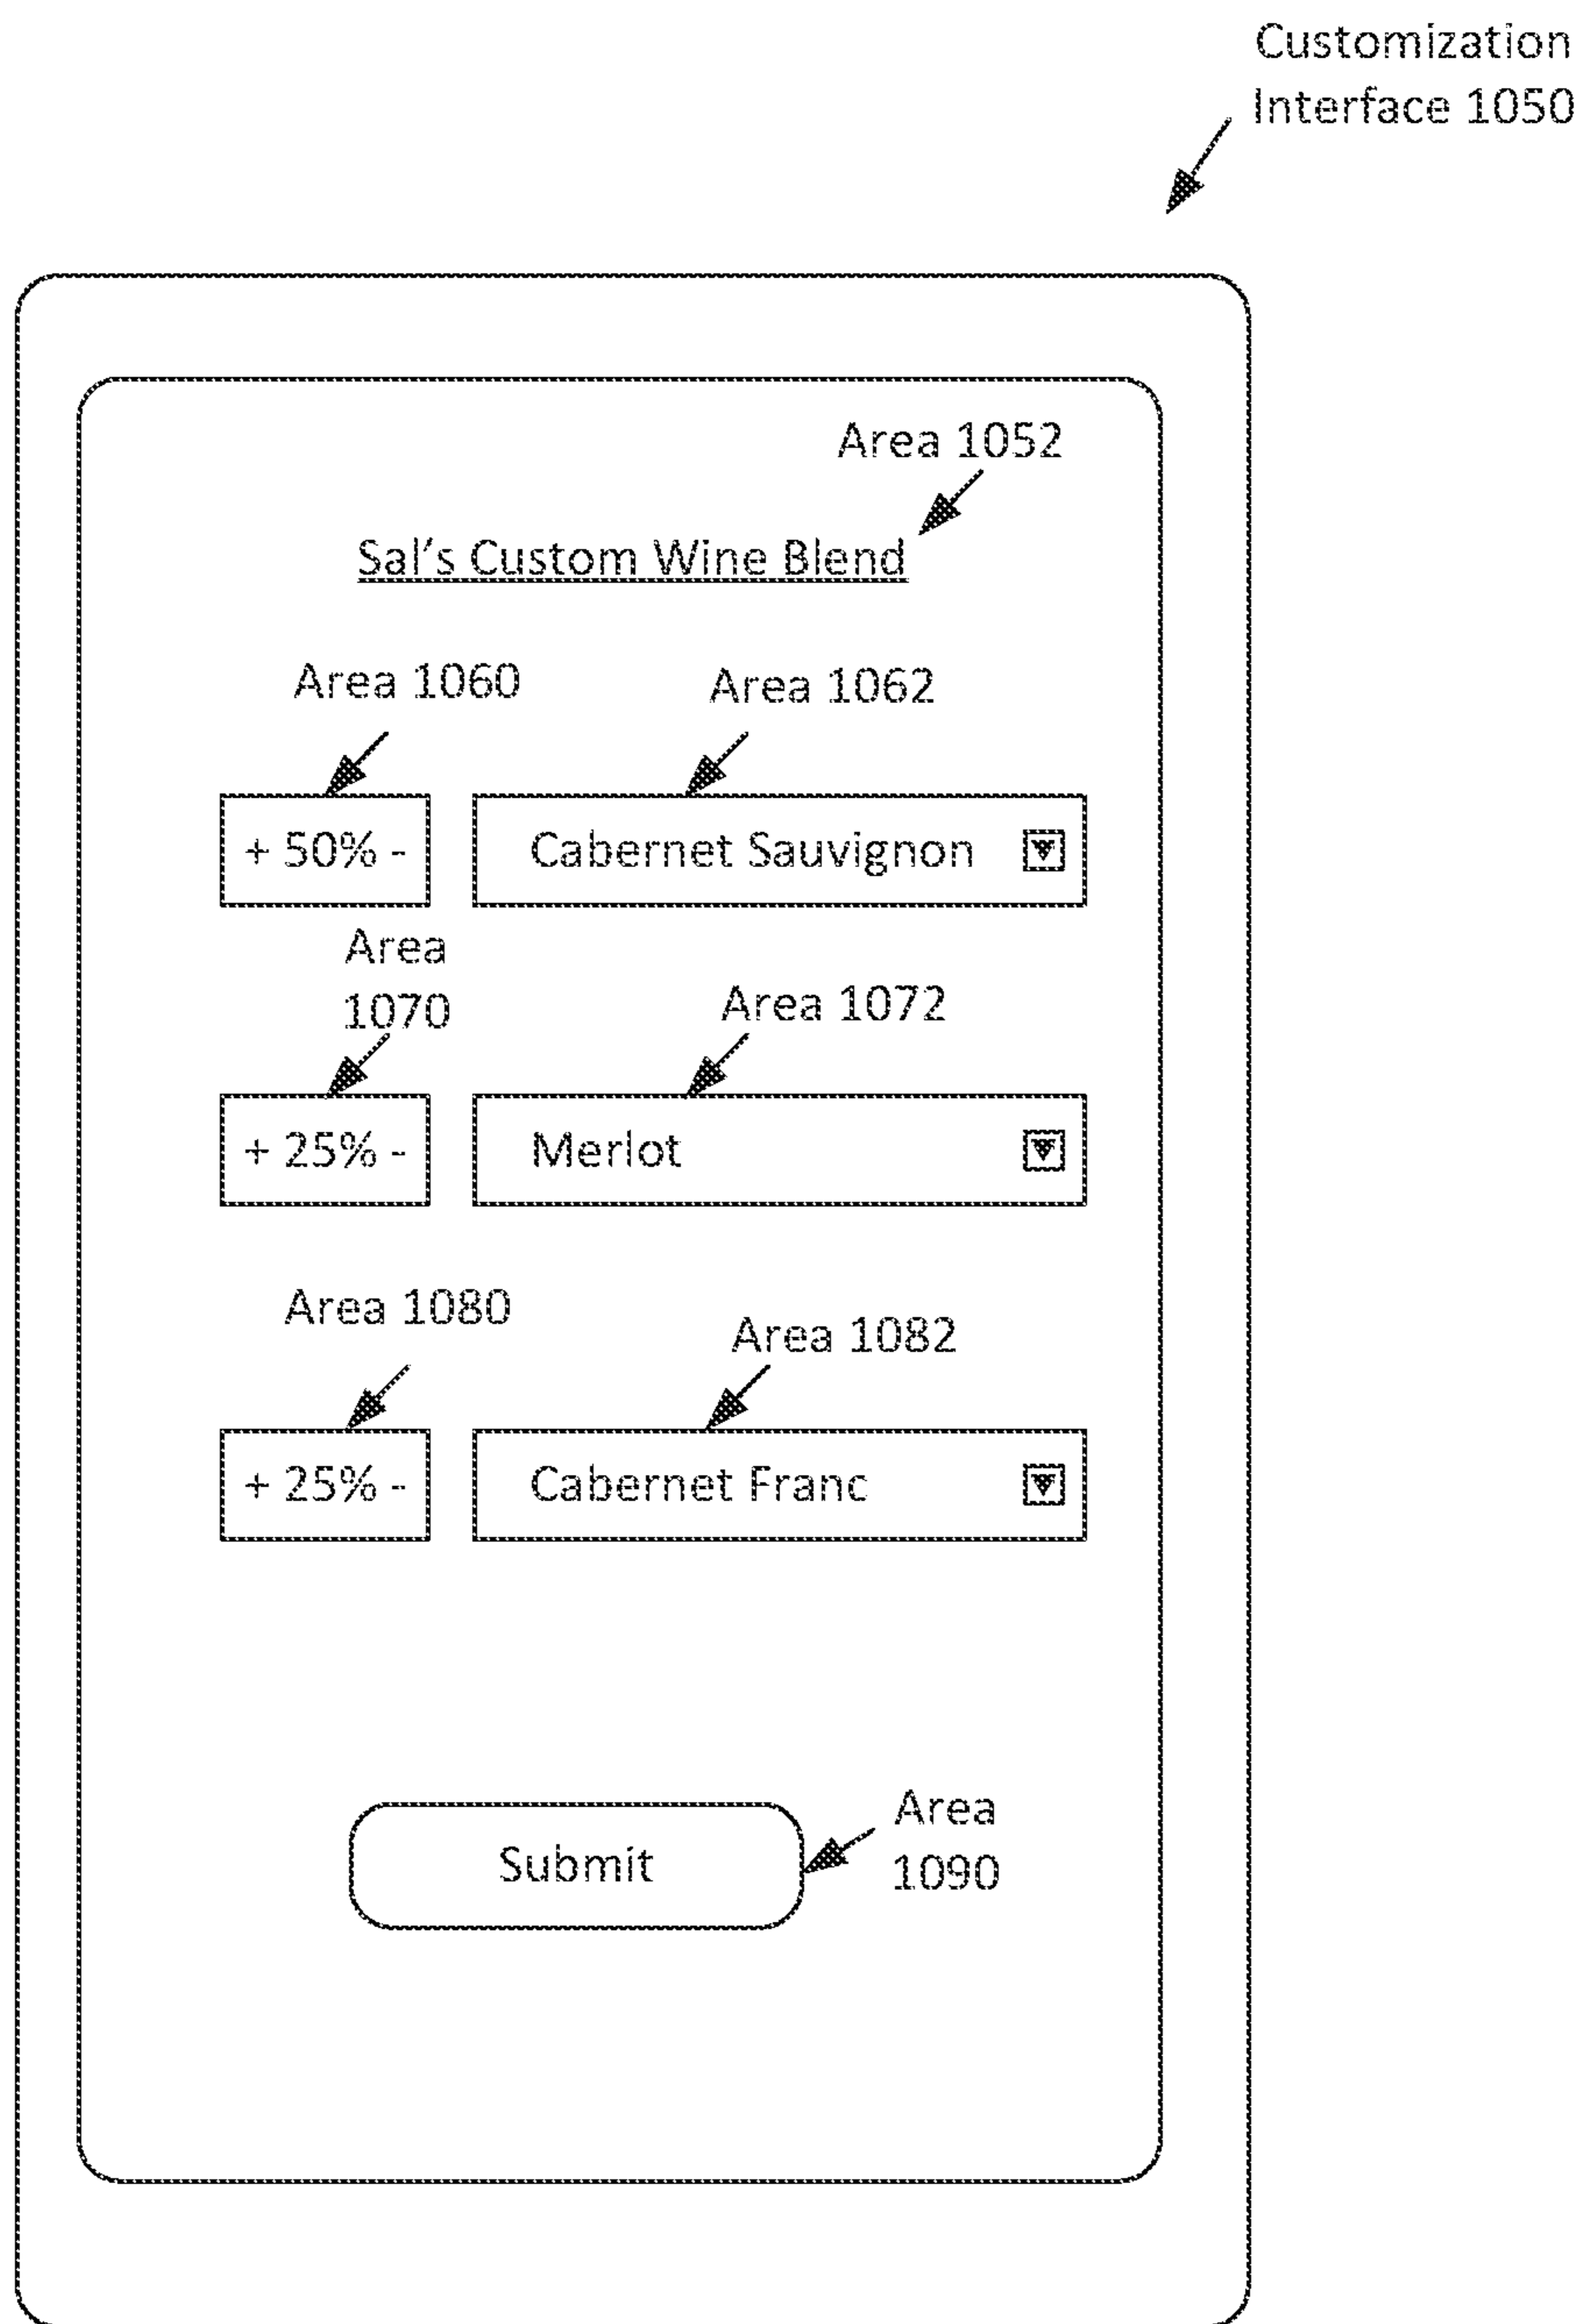 Customization
Interface 1050
Area 1052
Sal's Custom Wine Blend
Area 1060
Area 1062
+ 50% -
Cabernet Sauvignon
Area
1070
Area 1072
+ 25% -
Merlot
Area 1080
Area 1082
+ 25% -
Cabernet Franc
Submit
Area
1090